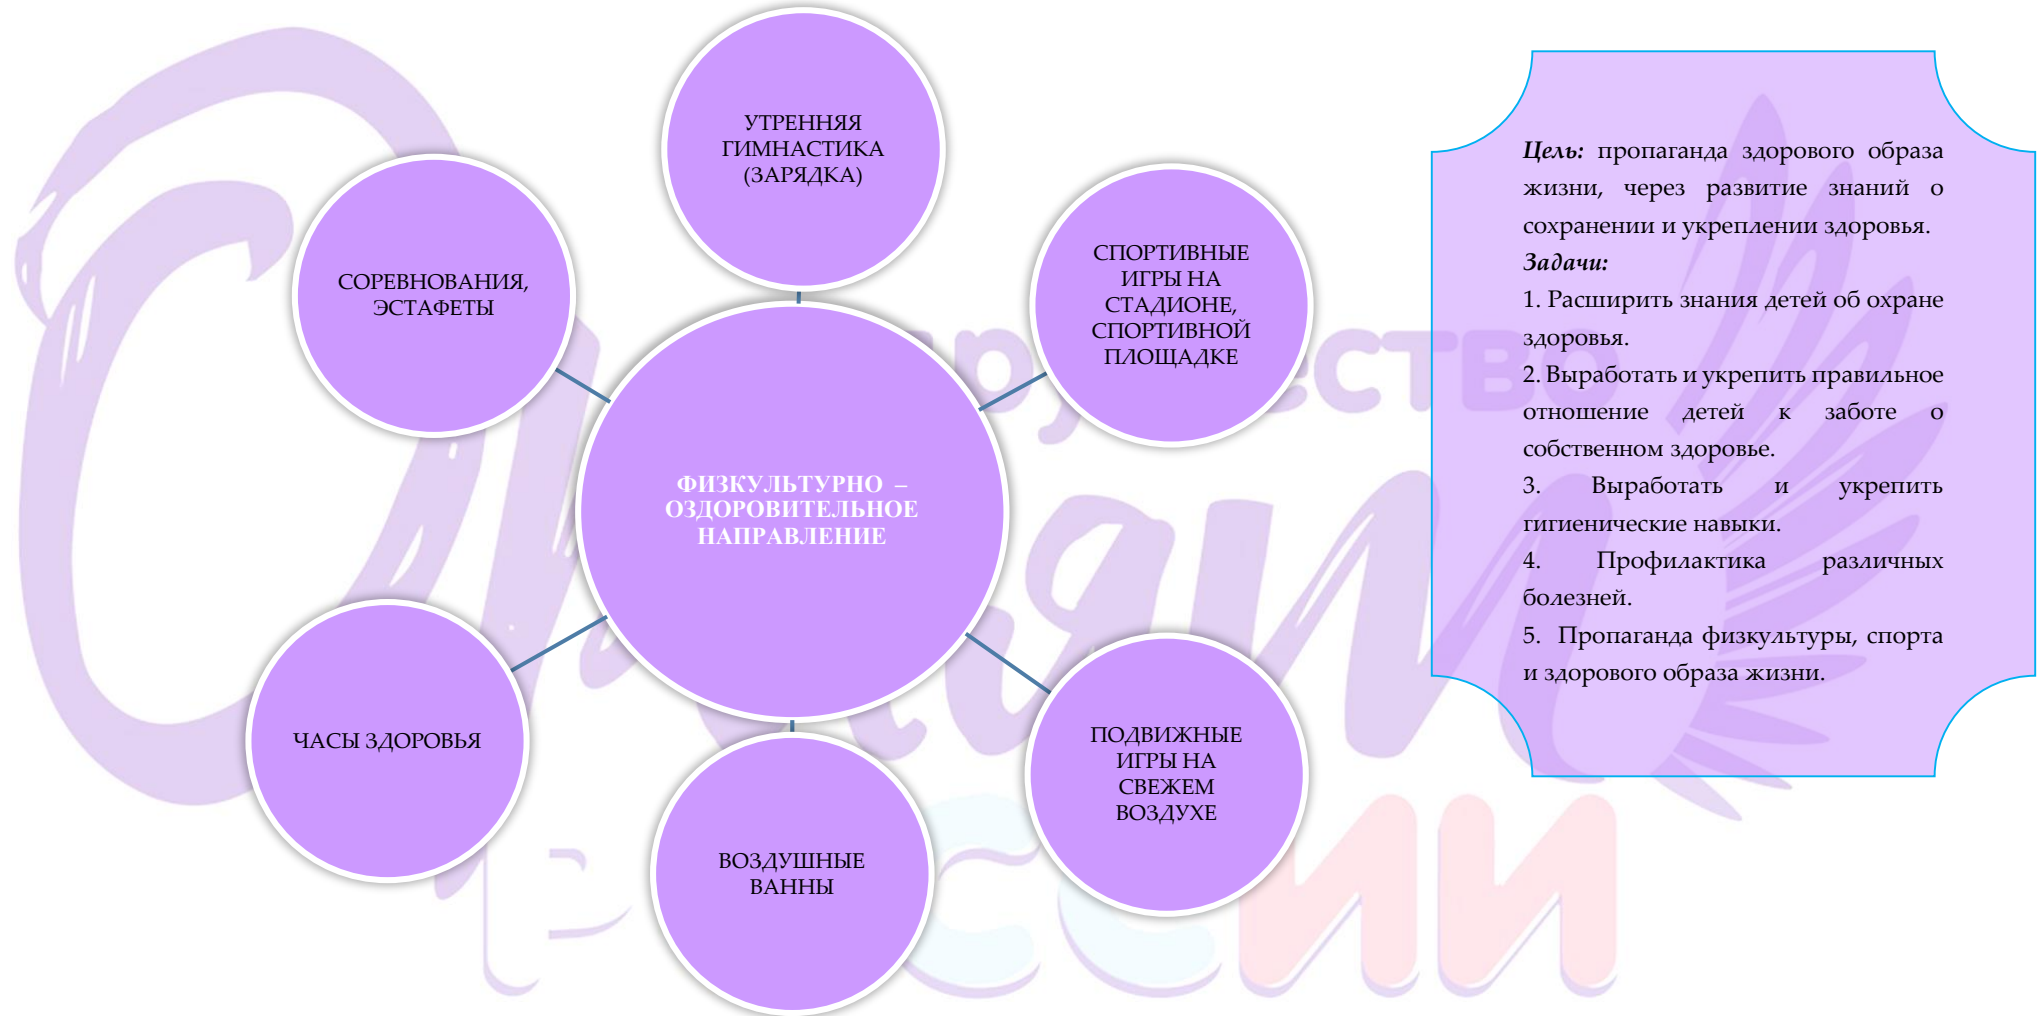 УТРЕННЯЯ
ГИМНАСТИКА
(ЗАРЯДКА)
СПОРТИВНЫЕ
ИГРЫ НА
СТАДИОНЕ,
СПОРТИВНОЙ
ПЛОЩАДКЕ
ПОДВИЖНЫЕ
ИГРЫ НА
СВЕЖЕМ
ВОЗДУХЕ
ВОЗДУШНЫЕ
ВАННЫ
ЧАСЫ ЗДОРОВЬЯ
СОРЕВНОВАНИЯ,
ЭСТАФЕТЫ
ФИЗКУЛЬТУРНО –
ОЗДОРОВИТЕЛЬНОЕ
НАПРАВЛЕНИЕ
Цель: пропаганда здорового образа
жизни, через развитие знаний о
сохранении и укреплении здоровья.
Задачи:
1. Расширить знания детей об охране
здоровья.
2. Выработать и укрепить правильное
отношение детей к заботе о
собственном здоровье.
3. Выработать и укрепить
гигиенические навыки.
4. Профилактика различных
болезней.
5. Пропаганда физкультуры, спорта
и здорового образа жизни.